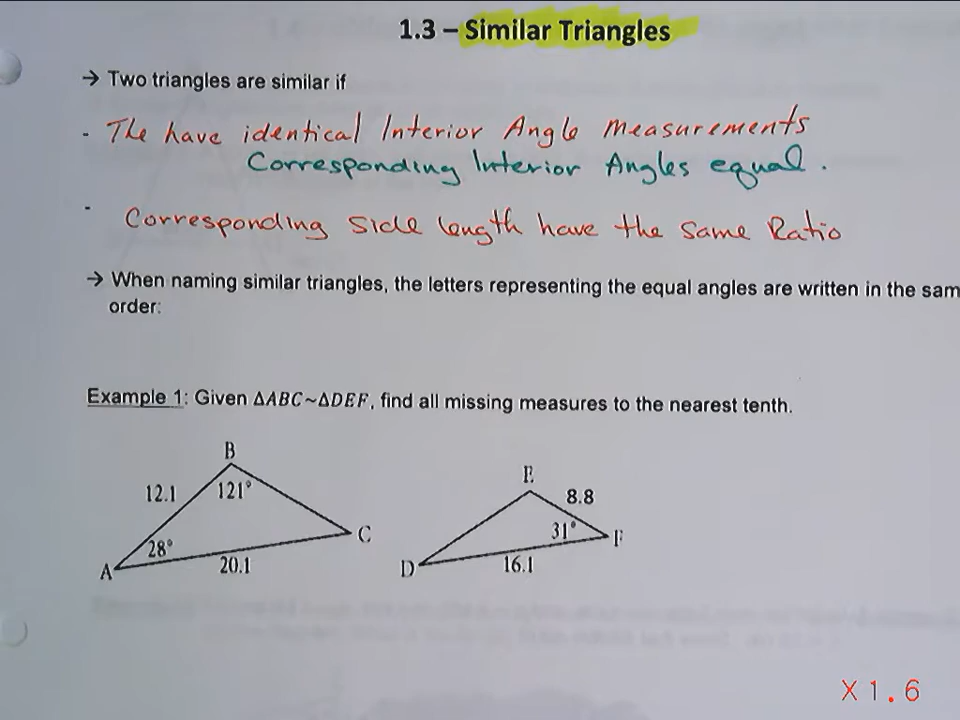 1.3 – Similar Triangles
→ Two triangles are similar if
- The have identical Interior Angle Measurements
Corresponding Interior Angles equal.
- Corresponding side length have the same Ratio
→ When naming similar triangles, the letters representing the equal angles are written in the sam
order:
Example 1: Given ΔABC~ΔDEF, find all missing measures to the nearest tenth.
B
12.1
121°
28°
A
20.1
C
E
8.8
31°
F
D
16.1
X1.6